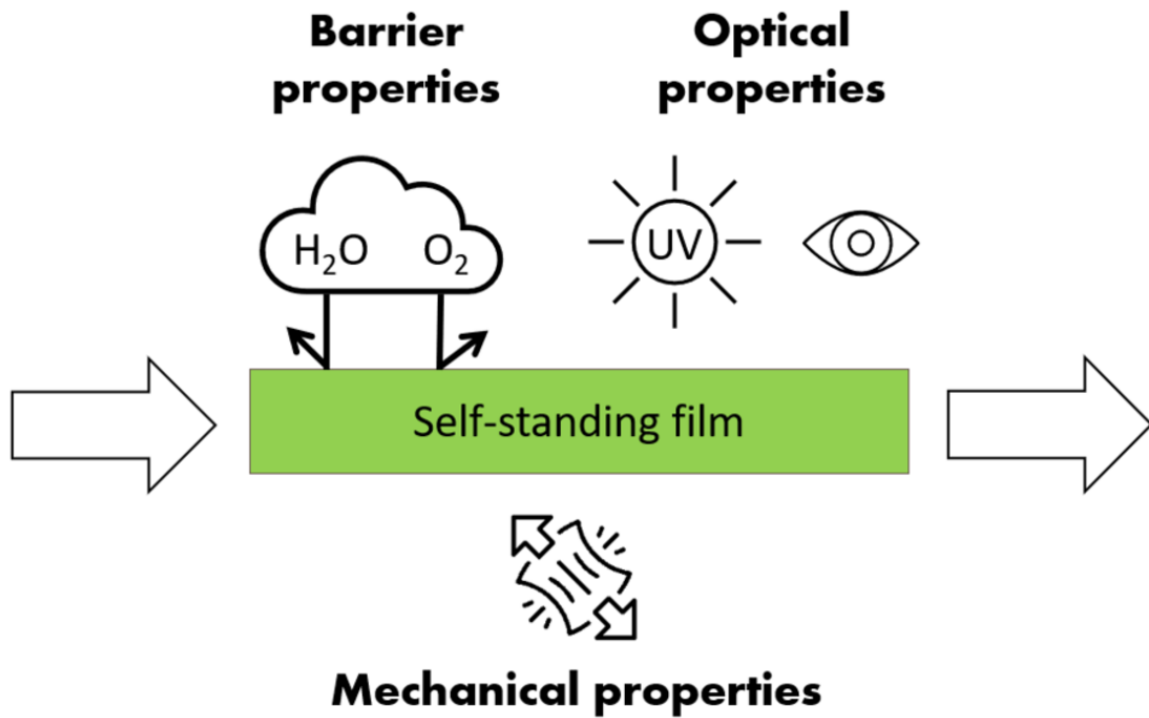 Barrier
properties
Optical
properties
H₂O
O₂
UV
Self-standing film
Mechanical properties